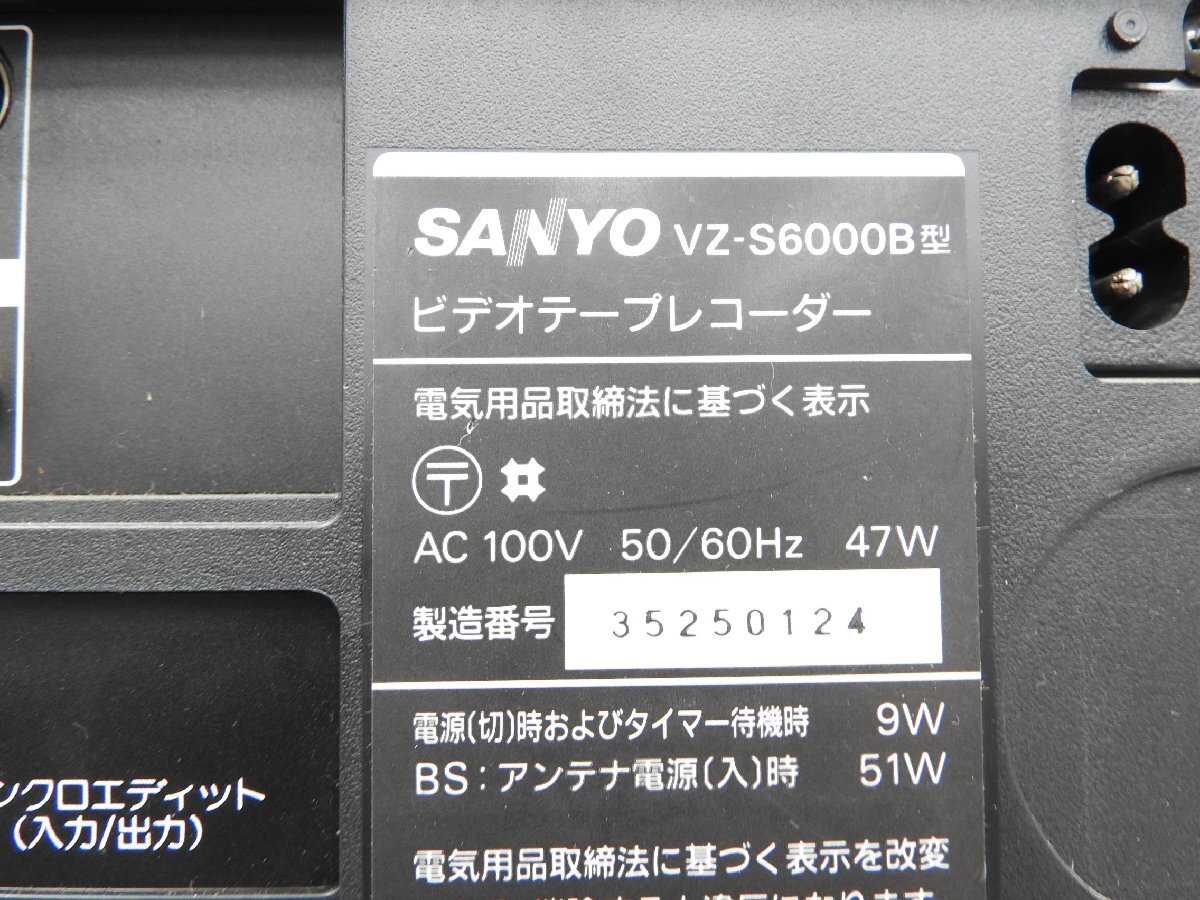 SANYO VZ-S6000B型
ビデオテープレコーダー
電気用品取締法に基づく表示
〒
AC 100V 50/60Hz 47W
製造番号 35250124
電源(切)時およびタイマー待機時 9W
BS:アンテナ電源(入)時 51W
電気用品取締法に基づく表示を改変
ンクロエディット
(入力/出力)